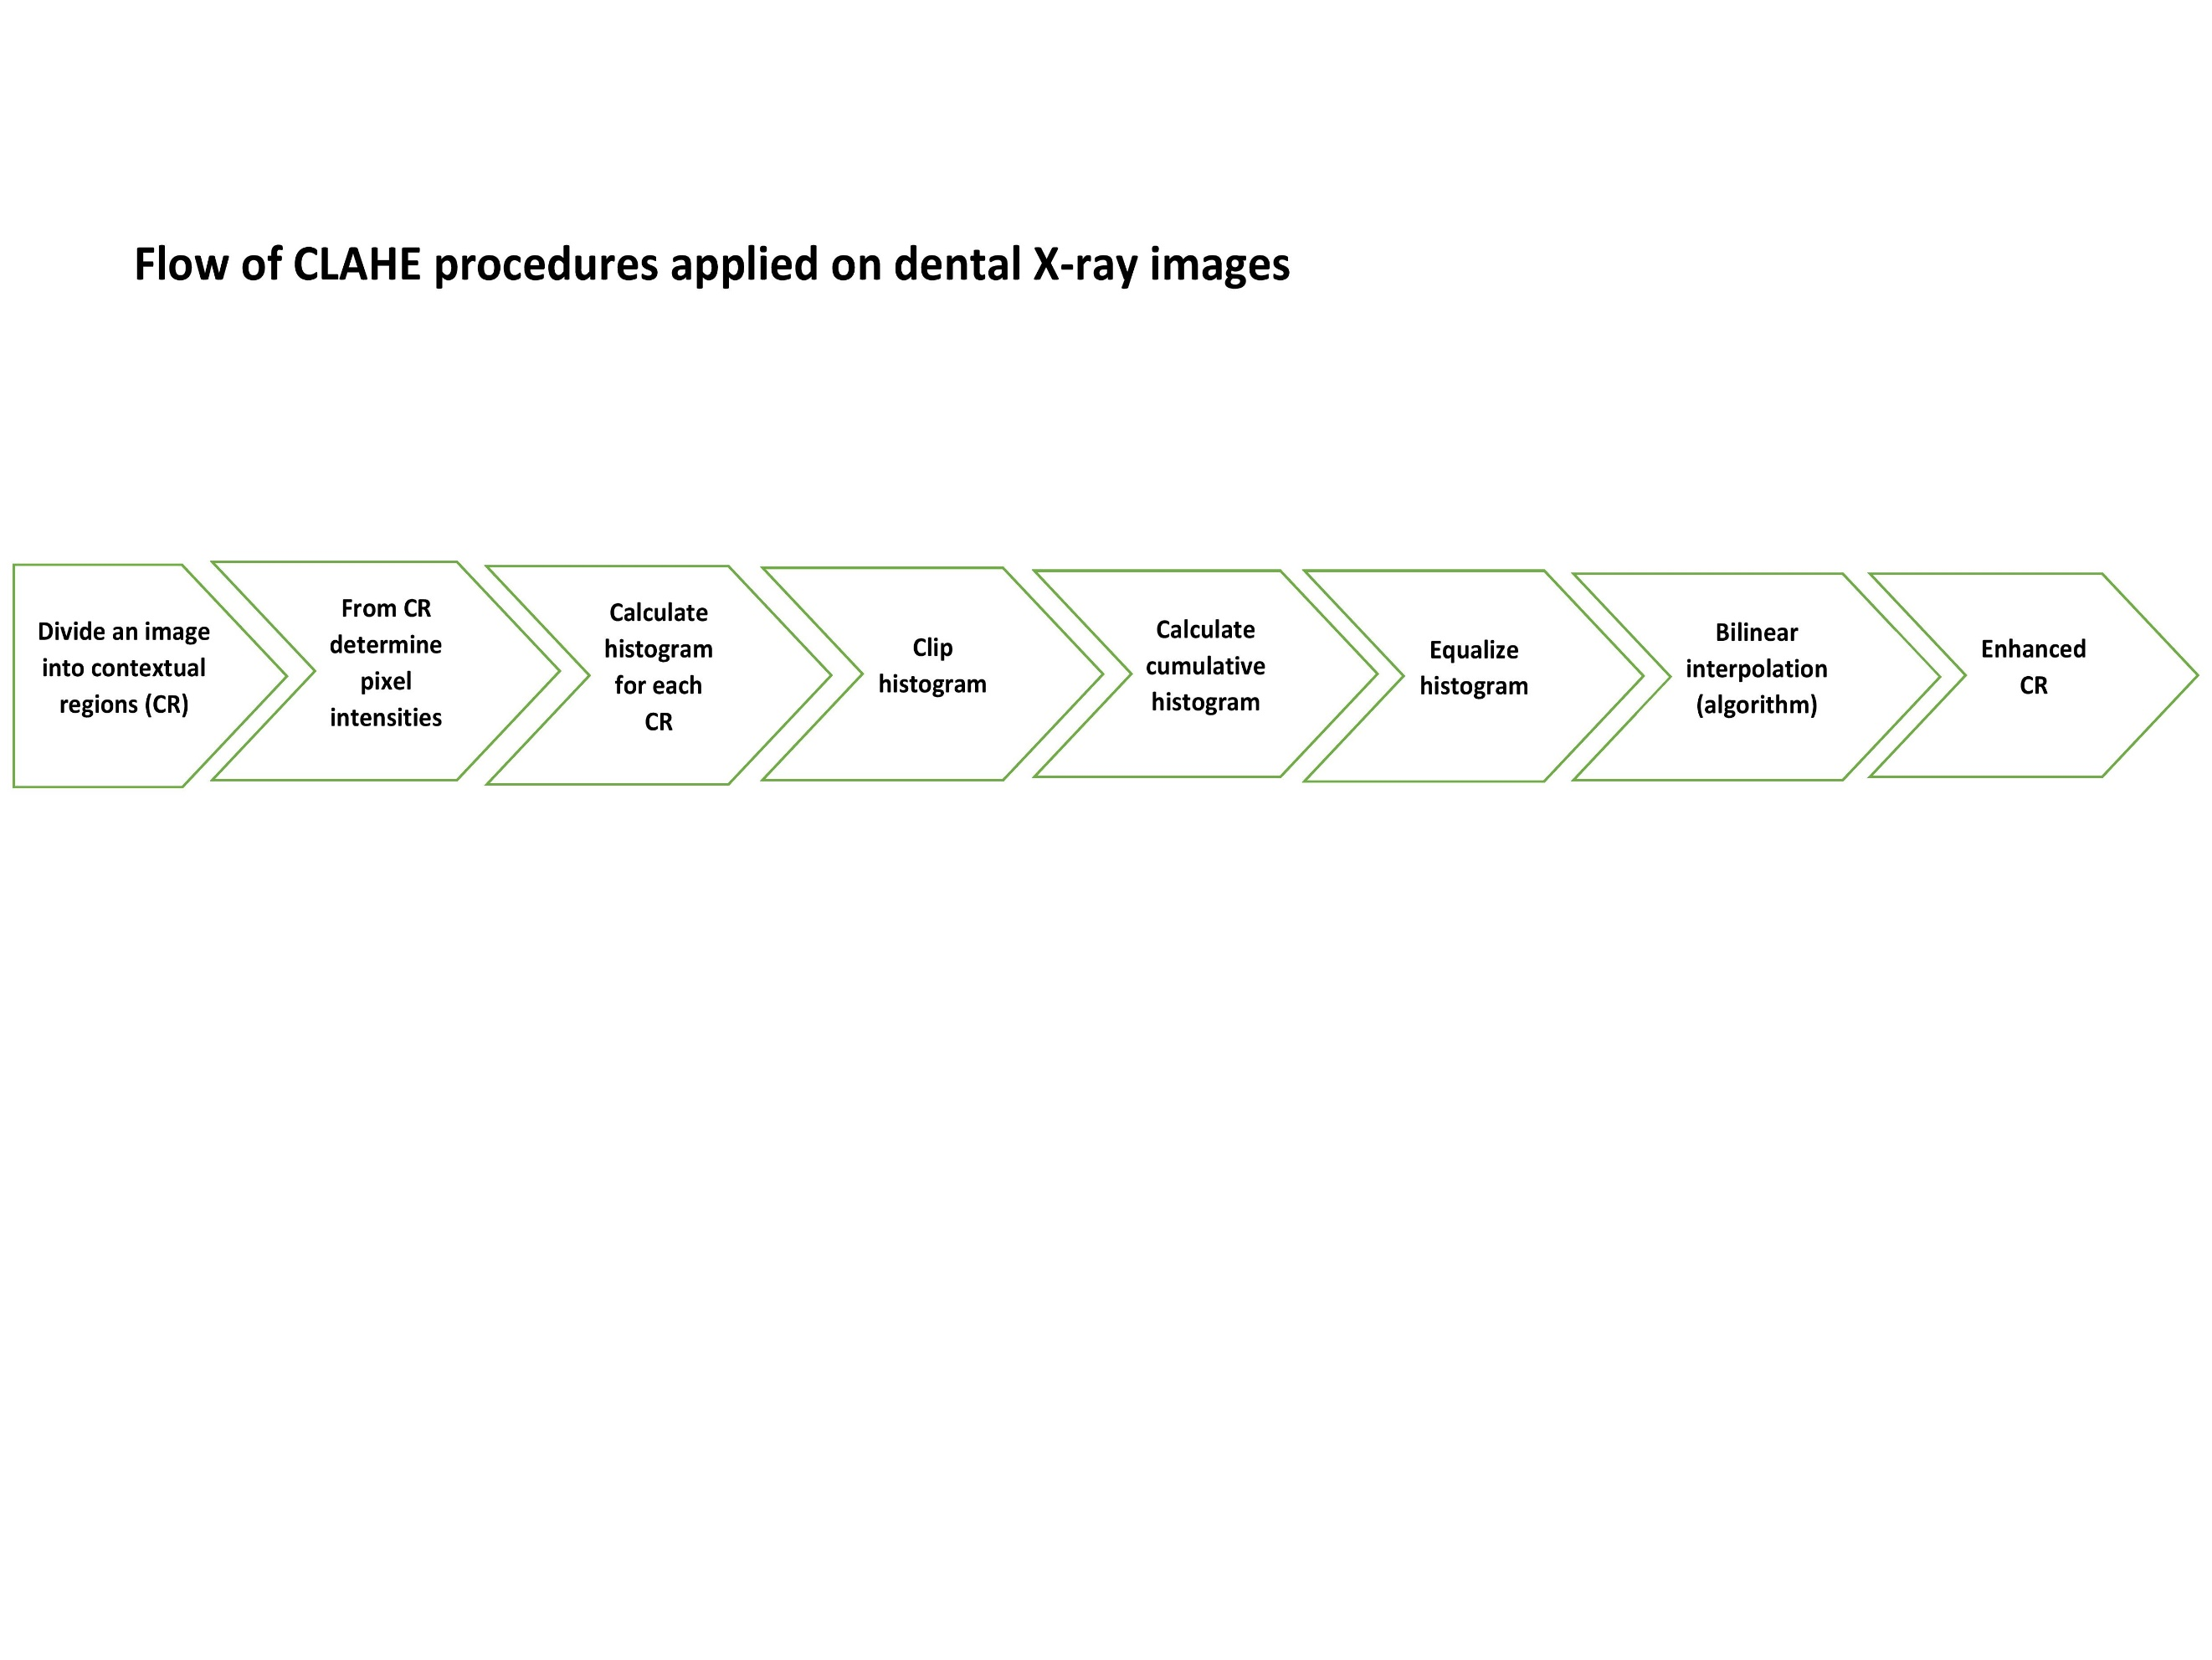 Flow of CLAHE procedures applied on dental X-ray images
Divide an image
into contextual
regions (CR)
From CR
determine
pixel
intensities
Calculate
histogram
for each
CR
Clip
histogram
Calculate
cumulative
histogram
Equalize
histogram
Bilinear
interpolation
(algorithm)
Enhanced
CR